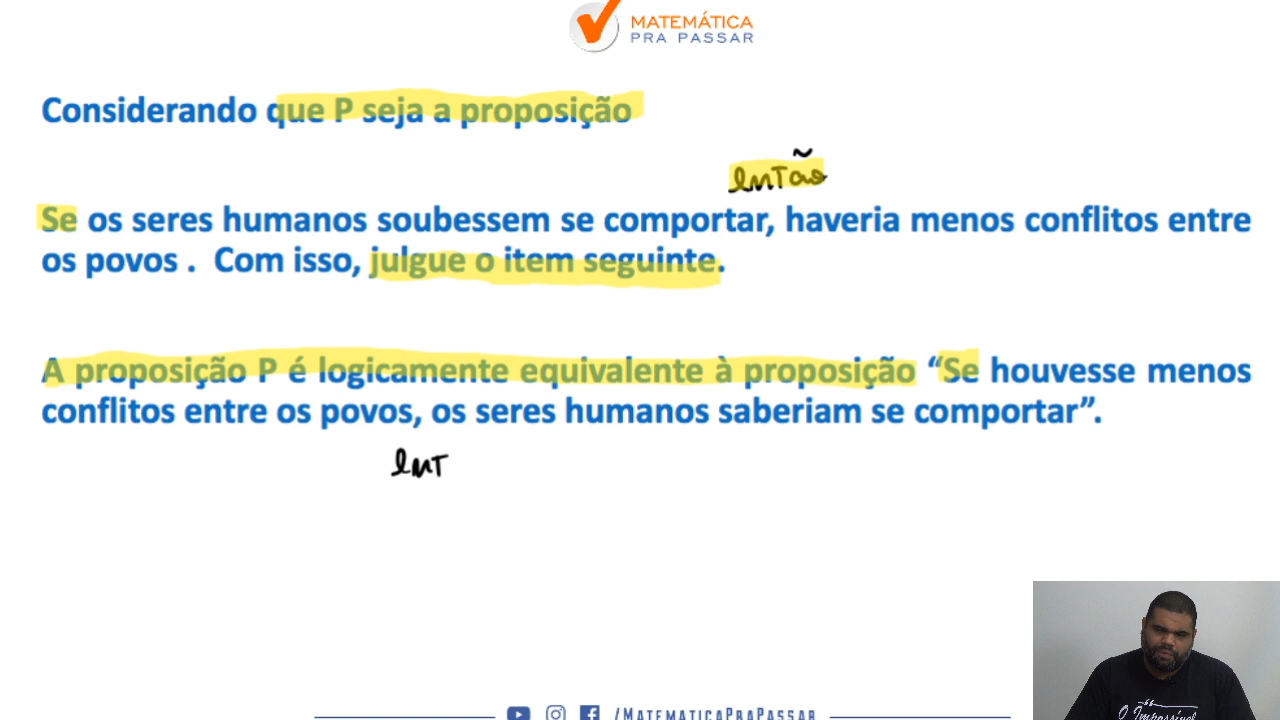 MATEMÁTICA
PRA PASSAR
Considerando que P seja a proposição
então
Se os seres humanos soubessem se comportar, haveria menos conflitos entre
os povos . Com isso, julgue o item seguinte.
A proposição P é logicamente equivalente à proposição “Se houvesse menos
conflitos entre os povos, os seres humanos saberiam se comportar”.
ent
O Impossível
/MATEMATICAPRAPASSAR